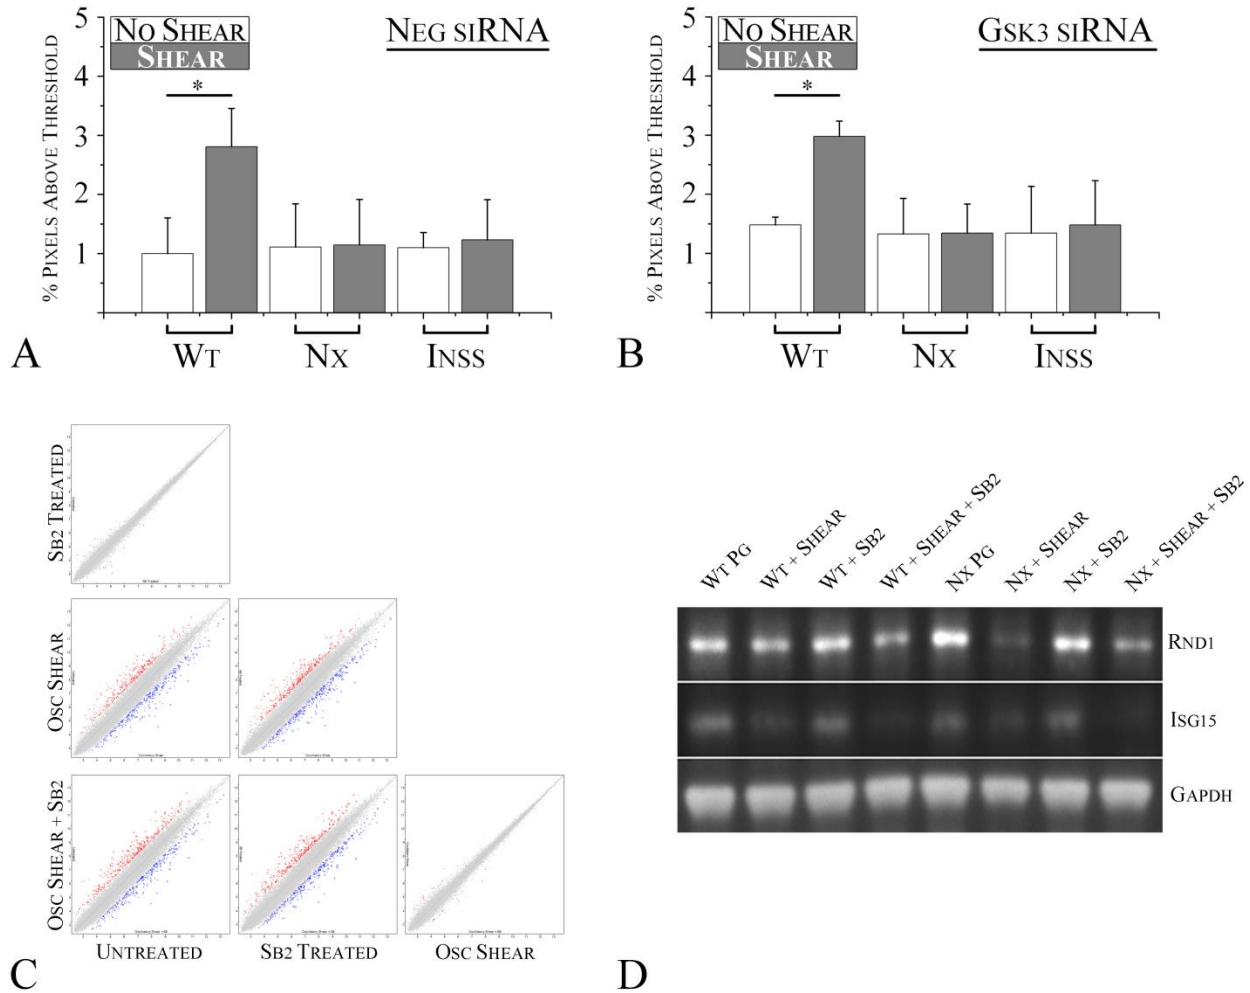 No Shear
Shear
Neg siRNA
*
% Pixels Above Threshold
5
4
3
2
1
Wt
Nx
Inss
A
No Shear
Shear
Gsk3 siRNA
*
% Pixels Above Threshold
5
4
3
2
1
Wt
Nx
Inss
B
Sb2 Treated
Osc Shear
Osc Shear + Sb2
Untreated
Sb2 Treated
Osc Shear
C
Wt Pg
Wt + Shear
Wt + Sb2
Wt + Shear + Sb2
Nx Pg
Nx + Shear
Nx + Sb2
Nx + Shear + Sb2
Rnd1
Isg15
Gapdh
D